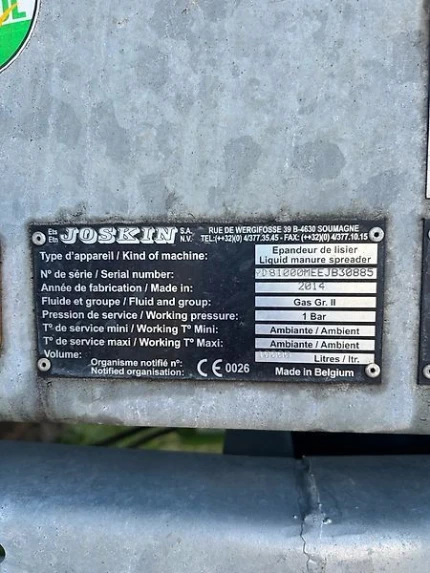 Ets JOSKIN S.A. RUE DE WERGIFOSSE 39 B-4630 SOUMAGNE
Ets N.V. TEL:(++32)(0) 4/377.35.45 - FAX: (++32)(0) 4/377.10.15
Type d'appareil / Kind of machine: Epandeur de lisier
Liquid manure spreader
N° de série / Serial number:
Année de fabrication / Made in: 2014
Fluide et groupe / Fluid and group: Gas Gr. II
Pression de service / Working pressure: 1 Bar
T° de service mini / Working T° Mini: Ambiante / Ambient
T° de service maxi / Working T° Maxi: Ambiante / Ambient
Volume: Litres / ltr.
Organisme notifié n°:
Notified organisation: CE 0026 Made in Belgium